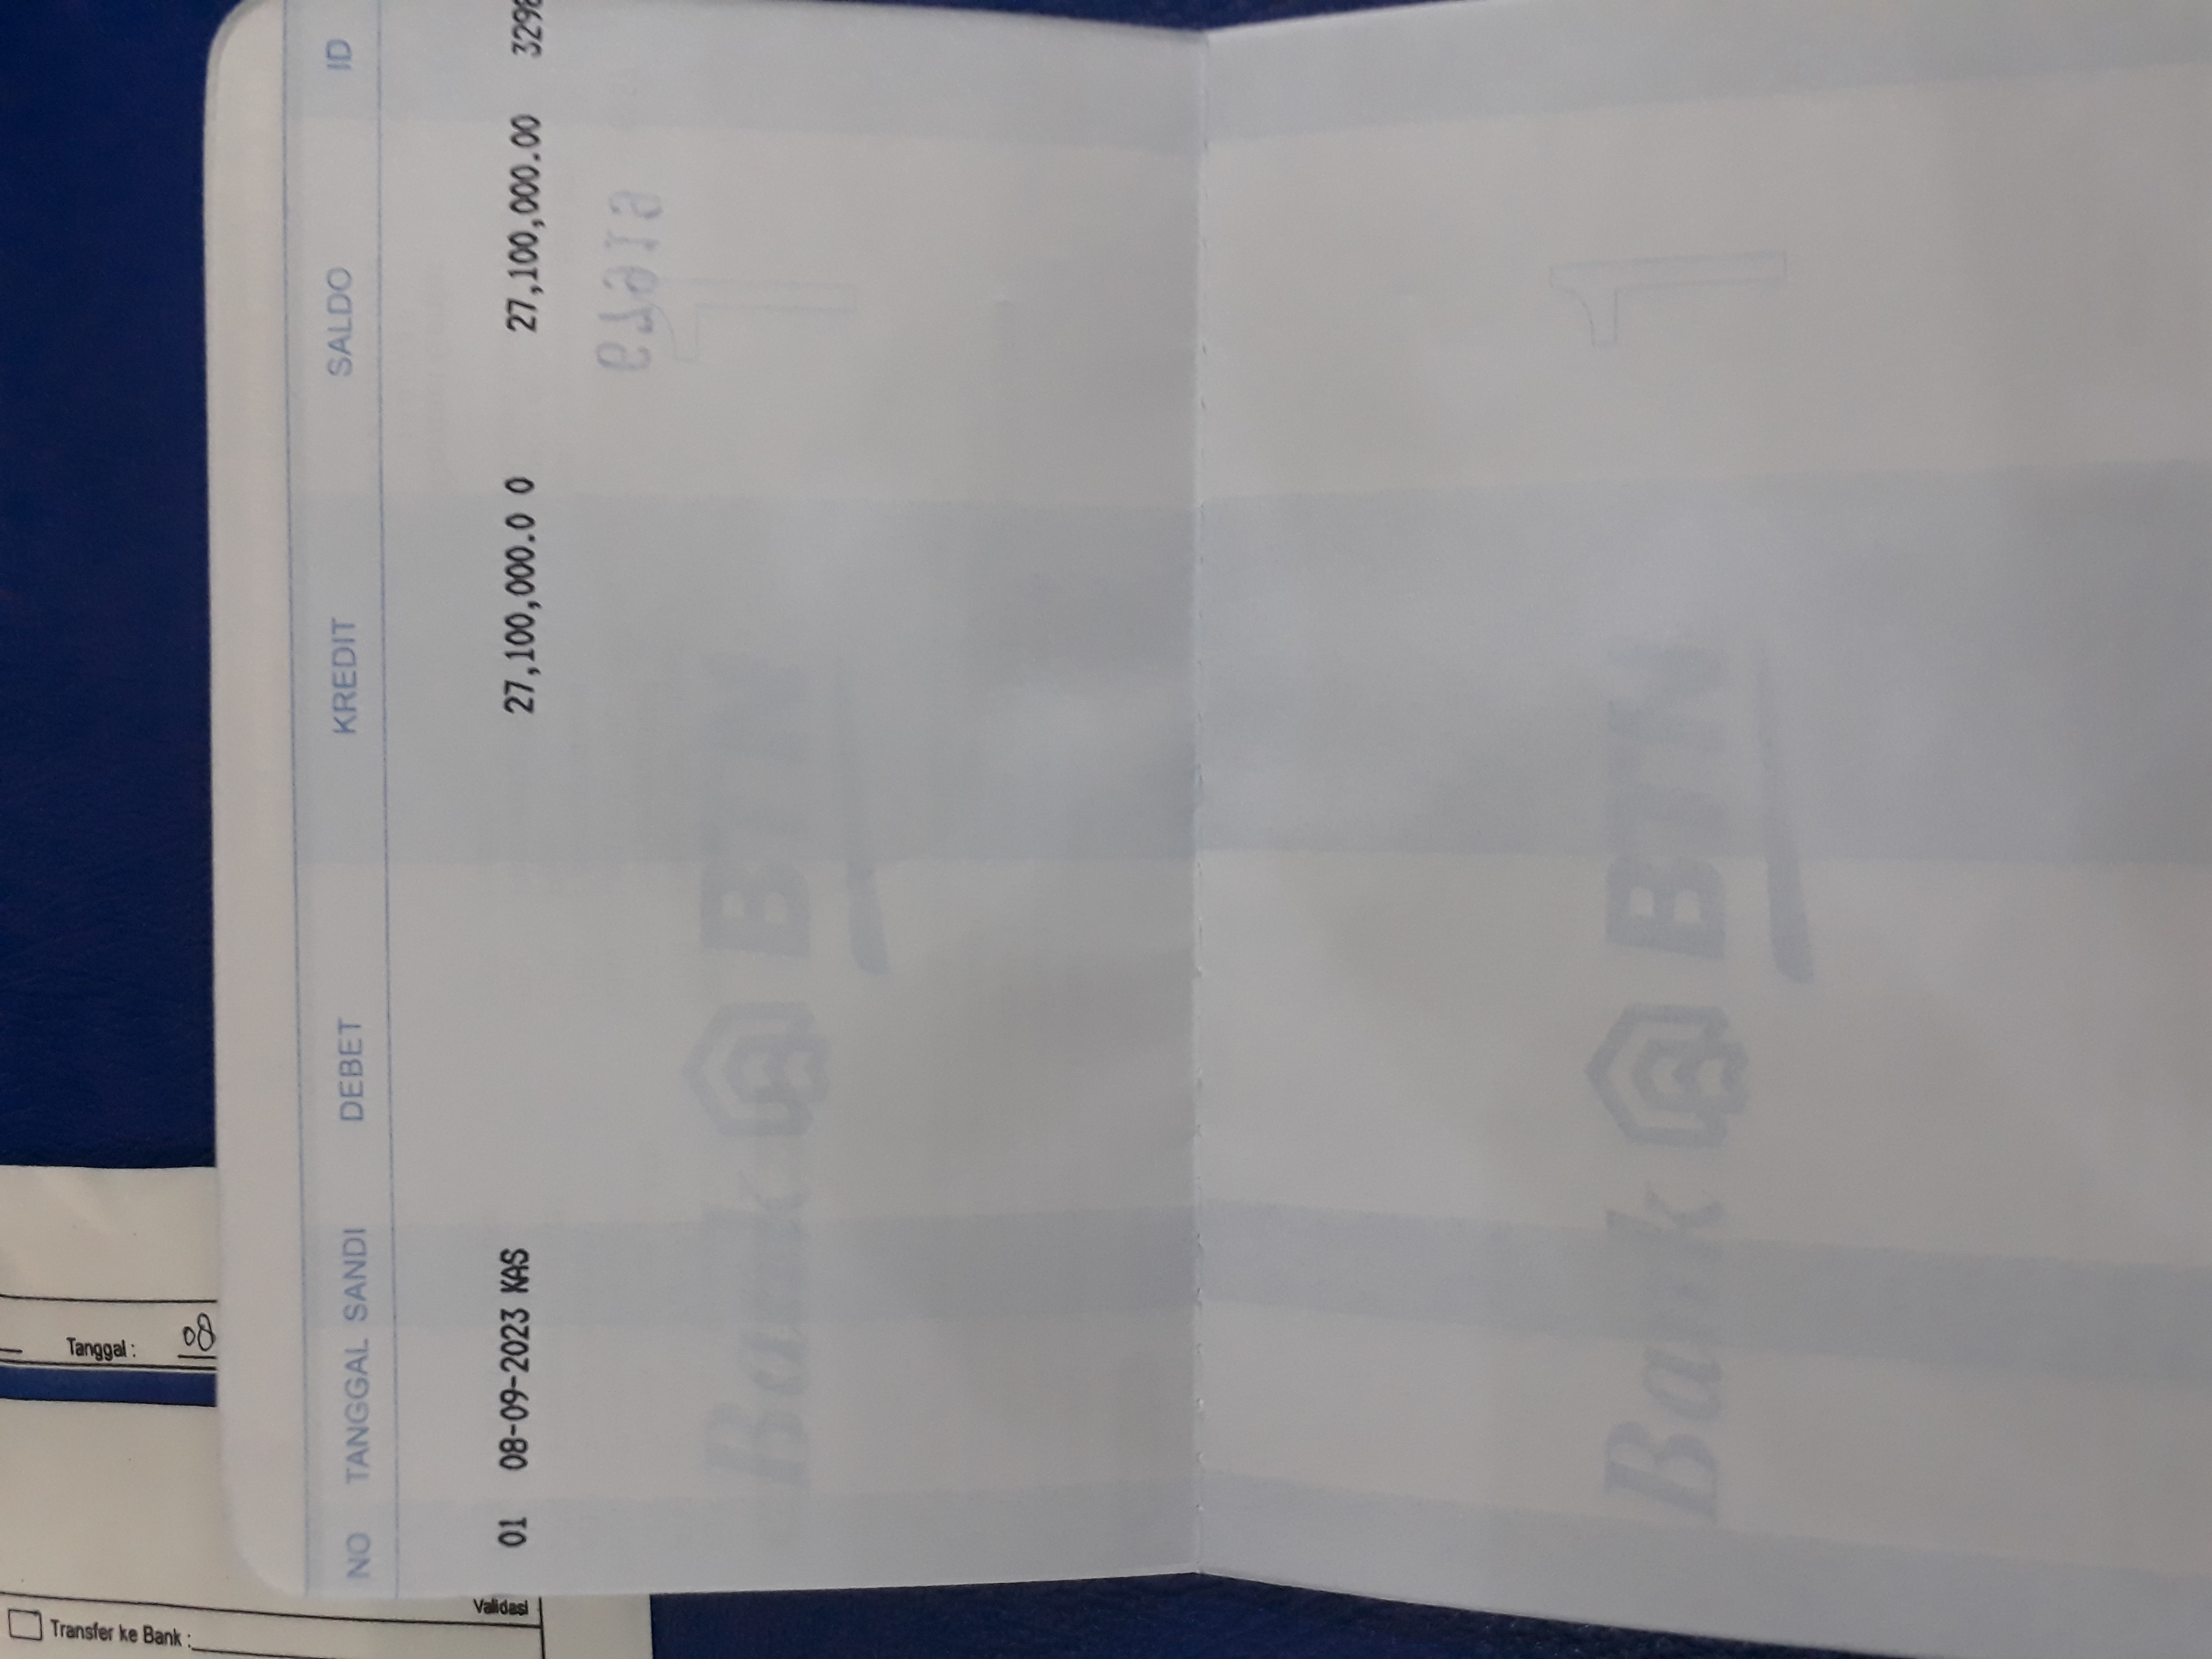 NO TANGGAL SANDI DEBET KREDIT SALDO ID
01 08-09-2023 KAS 27,100,000.0 0 27,100,000.00 3298
Bank BTN
Bank BTN
Tanggal : 08
Validasi
Transfer ke Bank :